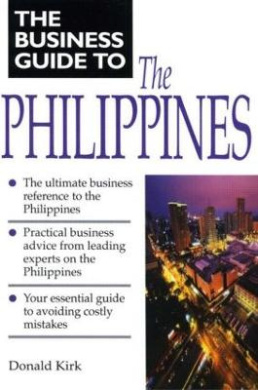 THE
BUSINESS
GUIDE TO
The
PHILIPPINES
• The ultimate business
reference to the
Philippines
• Practical business
advice from leading
experts on the
Philippines
• Your essential guide
to avoiding costly
mistakes
Donald Kirk